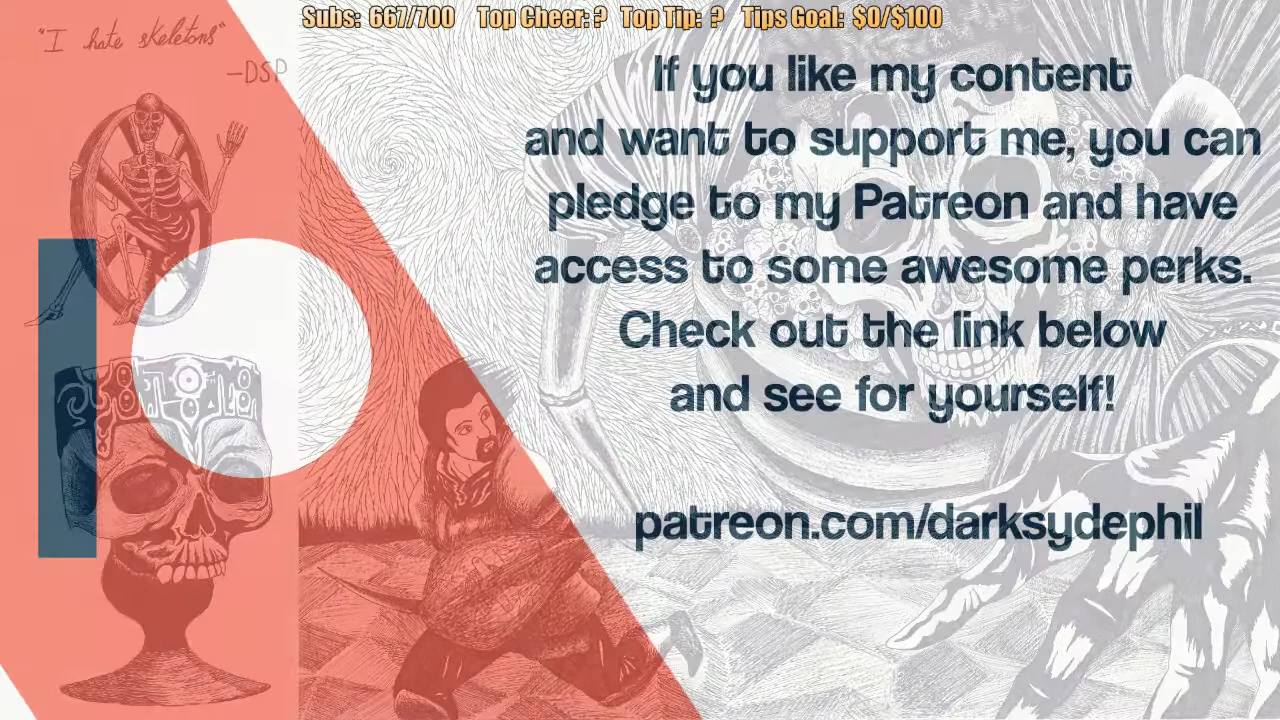 Subs: 667/700 Top Cheer: ? Top Tip: ? Tips Goal: $0/$100
"I hate skeletons"
-DSP
If you like my content
and want to support me, you can
pledge to my Patreon and have
access to some awesome perks.
Check out the link below
and see for yourself!
patreon.com/darksydephil